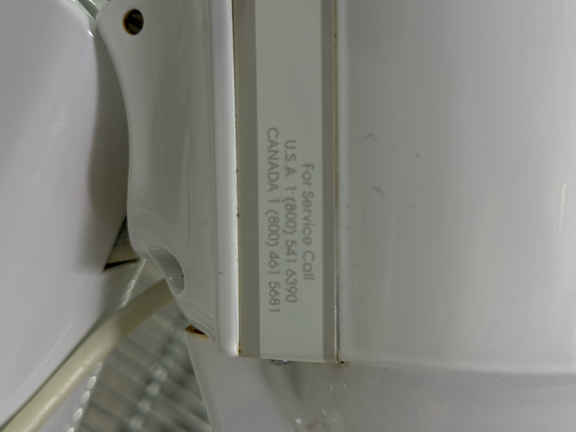 For Service Call
U.S.A. 1 (800) 541 6390
CANADA 1 (800) 461 5681